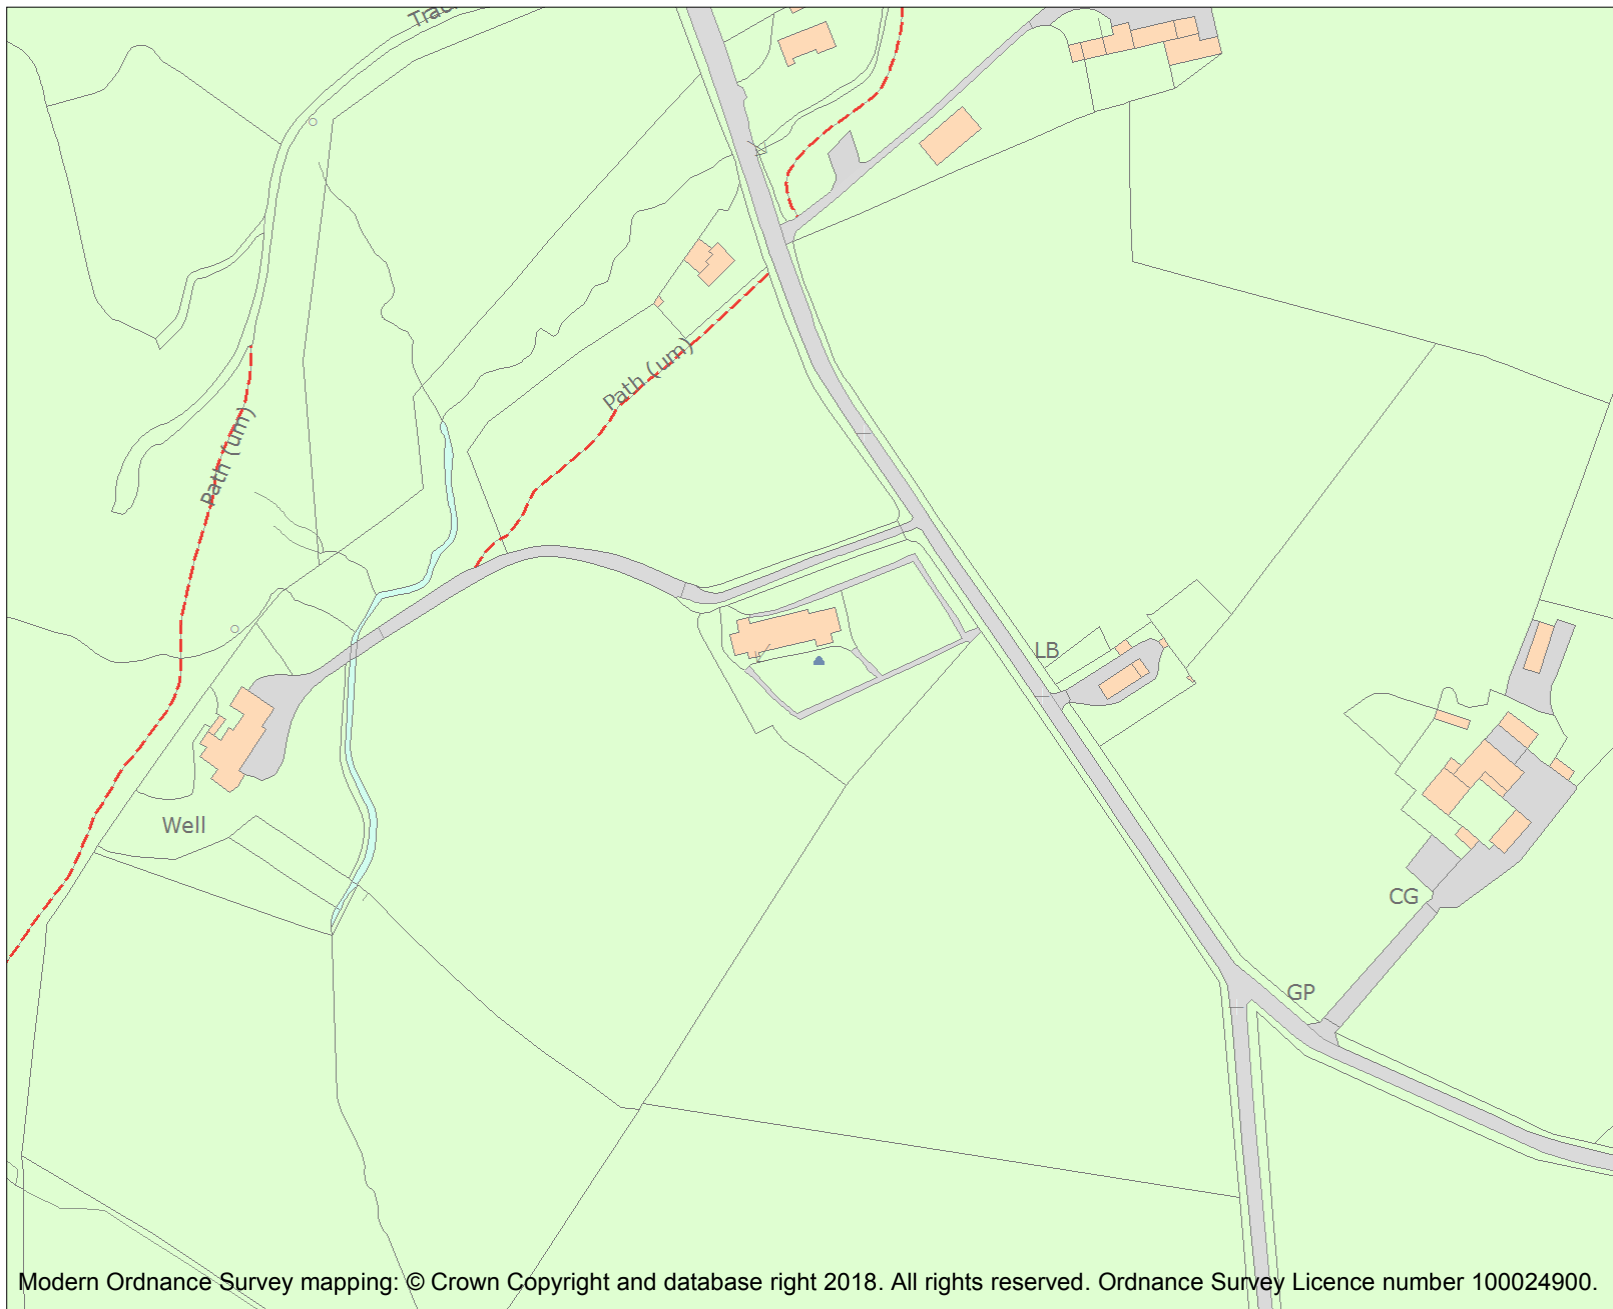 Path (um)
Path (um)
LB
Well
CG
GP
Modern Ordnance Survey mapping: © Crown Copyright and database right 2018. All rights reserved. Ordnance Survey Licence number 100024900.